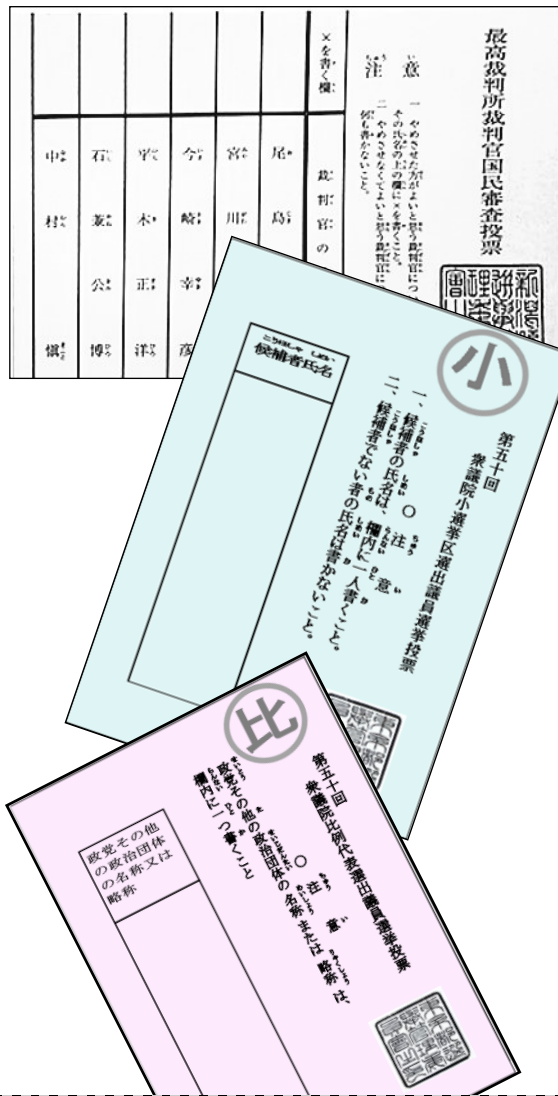 最高裁判所裁判官国民審査投票
注意
一 やめさせた方がよいと思う裁判官につ
その氏名の上の欄に×を書くこと。
二 やめさせなくてよいと思う裁判官に
何も書かないこと。
×を書く欄 裁判官の
尾島
宮川
今崎幸彦
平木正洋
石兼公博
中村愼
小
第五十回
衆議院小選挙区選出議員選挙投票
○注意
一、候補者の氏名は、欄内に一人書くこと。
二、候補者でない者の氏名は書かないこと。
候補者氏名
比
第五十回
衆議院比例代表選出議員選挙投票
○注意
政党その他の政治団体の名称または略称は、
欄内に一つ書くこと
政党その他
の政治団体
の名称又は
略称